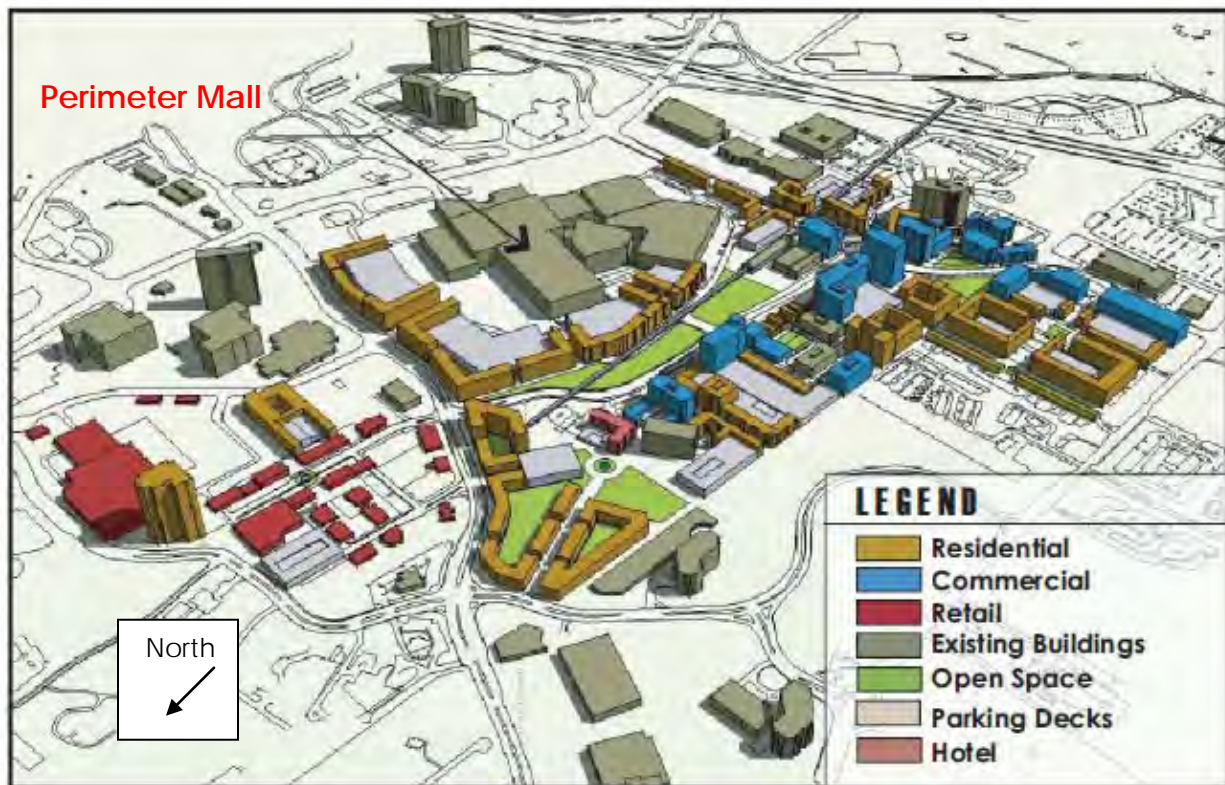 Perimeter Mall
North
LEGEND
Residential
Commercial
Retail
Existing Buildings
Open Space
Parking Decks
Hotel